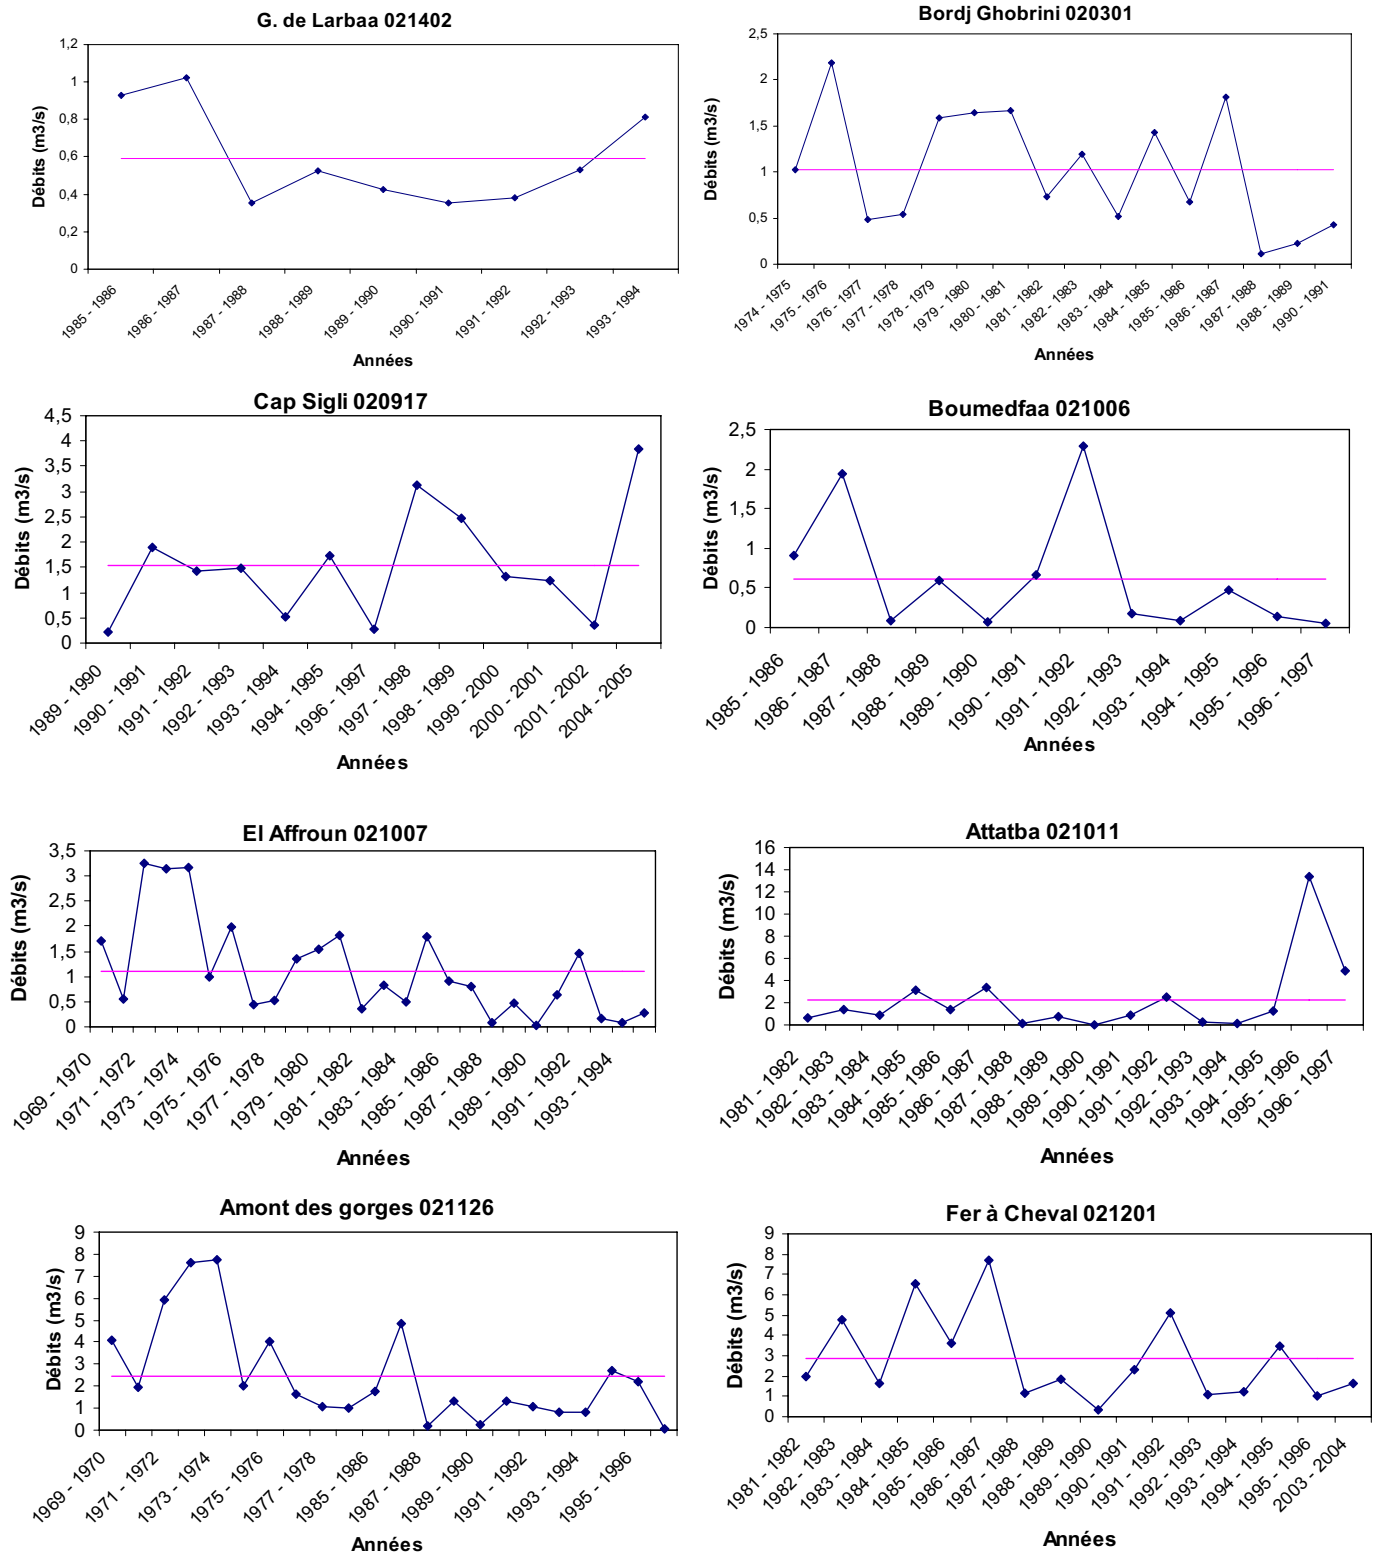 G. de Larbaa 021402
Débits (m3/s)
1,2
1
0,8
0,6
0,4
0,2
0
1985 - 1986
1986 - 1987
1987 - 1988
1988 - 1989
1989 - 1990
1990 - 1991
1991 - 1992
1992 - 1993
1993 - 1994
Années
Bordj Ghobrini 020301
Débits (m3/s)
2,5
2
1,5
1
0,5
0
1974 - 1975
1975 - 1976
1976 - 1977
1977 - 1978
1978 - 1979
1979 - 1980
1980 - 1981
1981 - 1982
1982 - 1983
1983 - 1984
1984 - 1985
1985 - 1986
1986 - 1987
1987 - 1988
1988 - 1989
1990 - 1991
Années
Cap Sigli 020917
Débits (m3/s)
4,5
4
3,5
3
2,5
2
1,5
1
0,5
0
1989 - 1990
1990 - 1991
1991 - 1992
1992 - 1993
1993 - 1994
1994 - 1995
1996 - 1997
1997 - 1998
1998 - 1999
1999 - 2000
2000 - 2001
2001 - 2002
2004 - 2005
Années
Boumedfaa 021006
Débits (m3/s)
2,5
2
1,5
1
0,5
0
1985 - 1986
1986 - 1987
1987 - 1988
1988 - 1989
1989 - 1990
1990 - 1991
1991 - 1992
1992 - 1993
1993 - 1994
1994 - 1995
1995 - 1996
1996 - 1997
Années
El Affroun 021007
Débits (m3/s)
3,5
3
2,5
2
1,5
1
0,5
0
1969 - 1970
1971 - 1972
1973 - 1974
1975 - 1976
1977 - 1978
1979 - 1980
1981 - 1982
1983 - 1984
1985 - 1986
1987 - 1988
1989 - 1990
1991 - 1992
1993 - 1994
Années
Attatba 021011
Débits (m3/s)
16
14
12
10
8
6
4
2
0
1981 - 1982
1982 - 1983
1983 - 1984
1984 - 1985
1985 - 1986
1986 - 1987
1987 - 1988
1988 - 1989
1989 - 1990
1990 - 1991
1991 - 1992
1992 - 1993
1993 - 1994
1994 - 1995
1995 - 1996
1996 - 1997
Années
Amont des gorges 021126
Débits (m3/s)
9
8
7
6
5
4
3
2
1
0
1969 - 1970
1971 - 1972
1973 - 1974
1975 - 1976
1977 - 1978
1985 - 1986
1987 - 1988
1989 - 1990
1991 - 1992
1993 - 1994
1995 - 1996
Années
Fer à Cheval 021201
Débits (m3/s)
9
8
7
6
5
4
3
2
1
0
1981 - 1982
1982 - 1983
1983 - 1984
1984 - 1985
1985 - 1986
1986 - 1987
1987 - 1988
1988 - 1989
1989 - 1990
1990 - 1991
1991 - 1992
1992 - 1993
1993 - 1994
1994 - 1995
1995 - 1996
2003 - 2004
Années